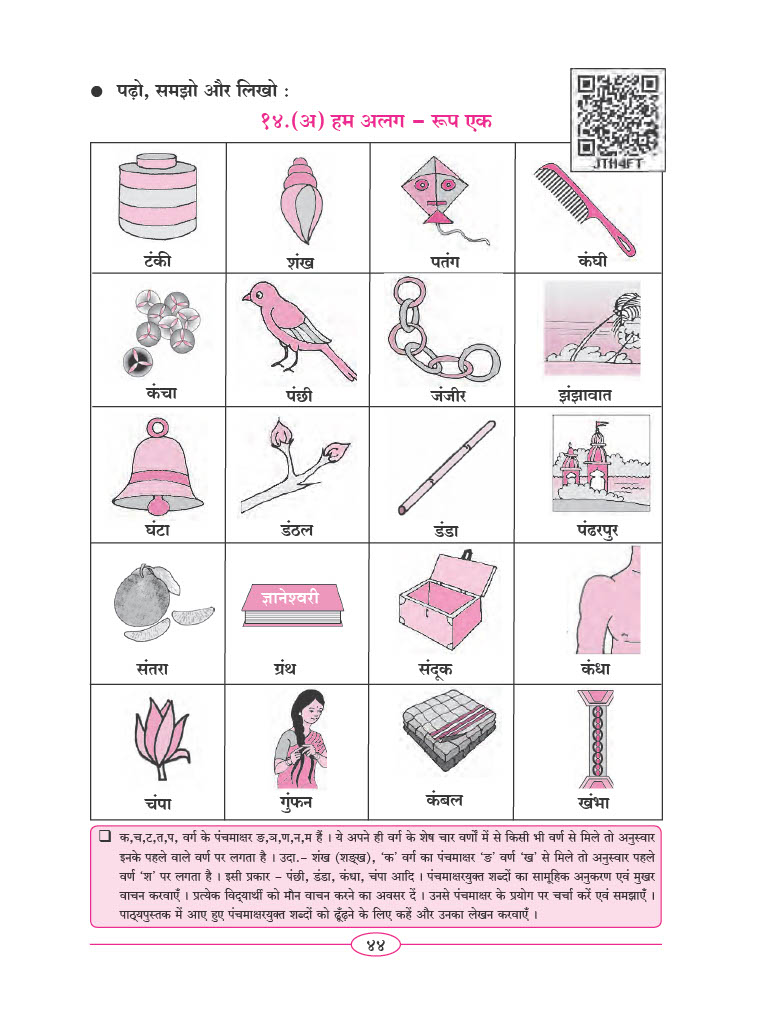 ● पढ़ो, समझो और लिखो :
१४.(अ) हम अलग – रूप एक
JTH4FT
टंकी शंख पतंग कंघी
कंचा पंछी जंजीर झंझावात
घंटा डंठल डंडा पंढरपुर
ज्ञानेश्वरी
संतरा ग्रंथ संदूक कंधा
चंपा गुंफन कंबल खंभा
❑ क,च,ट,त,प, वर्ग के पंचमाक्षर ङ,ञ,ण,न,म हैं । ये अपने ही वर्ग के शेष चार वर्णों में से किसी भी वर्ण से मिले तो अनुस्वार
इनके पहले वाले वर्ण पर लगता है । उदा.– शंख (शङ्ख), ‘क’ वर्ग का पंचमाक्षर ‘ङ’ वर्ण ‘ख’ से मिले तो अनुस्वार पहले
वर्ण ‘श’ पर लगता है । इसी प्रकार – पंछी, डंडा, कंधा, चंपा आदि । पंचमाक्षरयुक्त शब्दों का सामूहिक अनुकरण एवं मुखर
वाचन करवाएँ । प्रत्येक विद्यार्थी को मौन वाचन करने का अवसर दें । उनसे पंचमाक्षर के प्रयोग पर चर्चा करें एवं समझाएँ ।
पाठ्यपुस्तक में आए हुए पंचमाक्षरयुक्त शब्दों को ढूँढ़ने के लिए कहें और उनका लेखन करवाएँ ।
४४